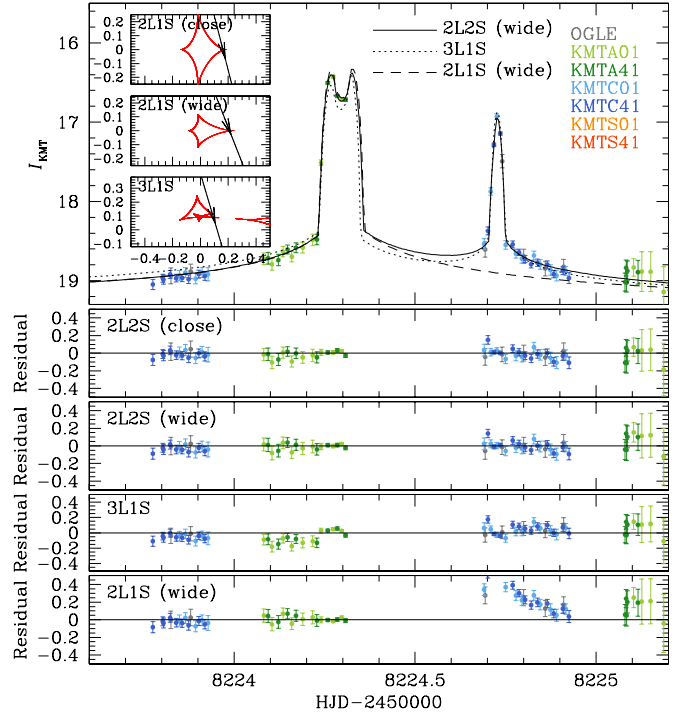 2L1S (close)
0.2
0.1
0
−0.1
−0.2
2L1S (wide)
0.2
0.1
0
−0.1
−0.2
3L1S
0.3
0.2
0.1
0
−0.1
−0.4 −0.2 0 0.2 0.4
2L2S (wide)
3L1S
2L1S (wide)
OGLE
KMTA01
KMTA41
KMTC01
KMTC41
KMTS01
KMTS41
16
17
18
19
I_KMT
2L2S (close)
0.4
0.2
0
−0.2
−0.4
Residual
2L2S (wide)
0.4
0.2
0
−0.2
−0.4
Residual
3L1S
0.4
0.2
0
−0.2
−0.4
Residual
2L1S (wide)
0.4
0.2
0
−0.2
−0.4
Residual
8224 8224.5 8225
HJD−2450000